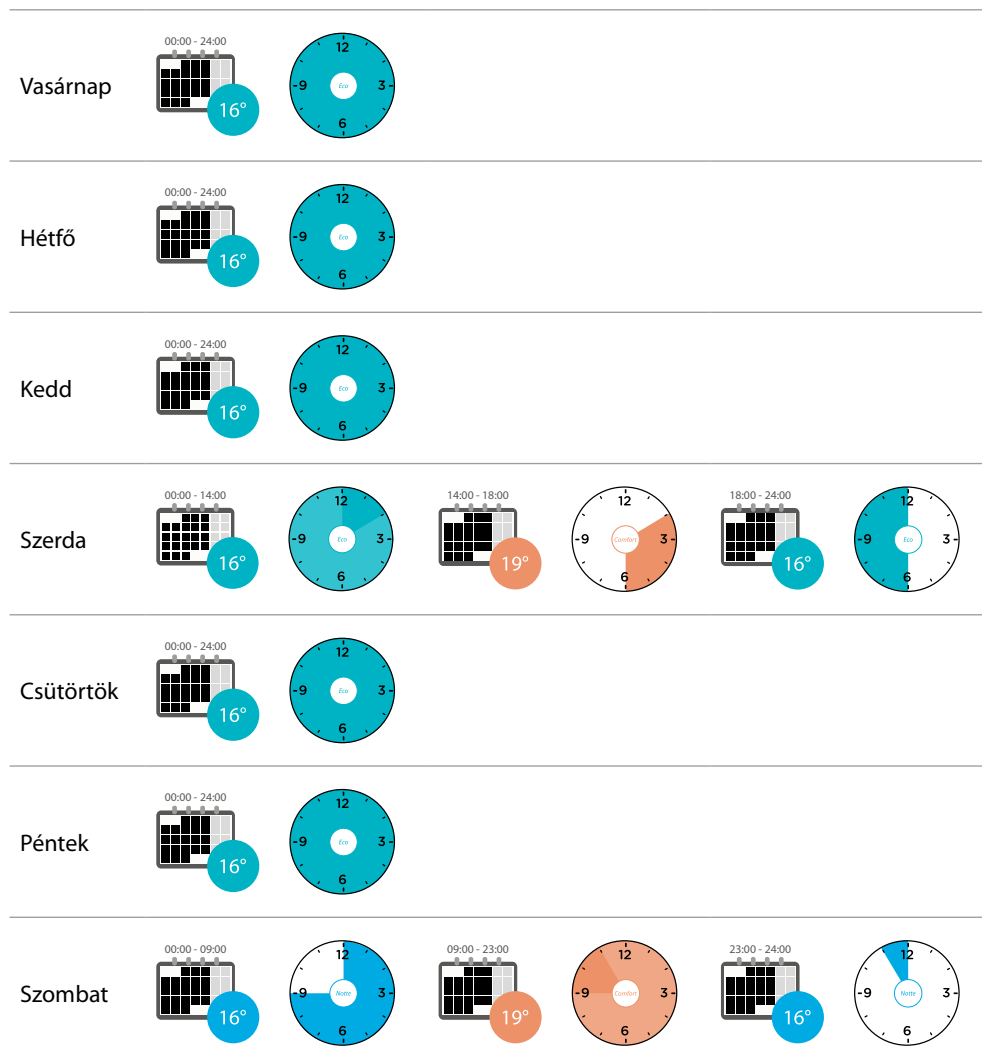 00:00 - 24:00
Vasárnap
16°
12
9
Eco
3
6
00:00 - 24:00
Hétfő
16°
12
9
Eco
3
6
00:00 - 24:00
Kedd
16°
12
9
Eco
3
6
00:00 - 14:00
14:00 - 18:00
18:00 - 24:00
Szerda
16°
12
9
Eco
3
6
19°
12
9
Comfort
3
6
16°
12
9
Eco
3
6
00:00 - 24:00
Csütörtök
16°
12
9
Eco
3
6
00:00 - 24:00
Péntek
16°
12
9
Eco
3
6
00:00 - 09:00
09:00 - 23:00
23:00 - 24:00
Szombat
16°
12
9
Notte
3
6
19°
12
9
Comfort
3
6
16°
12
9
Notte
3
6